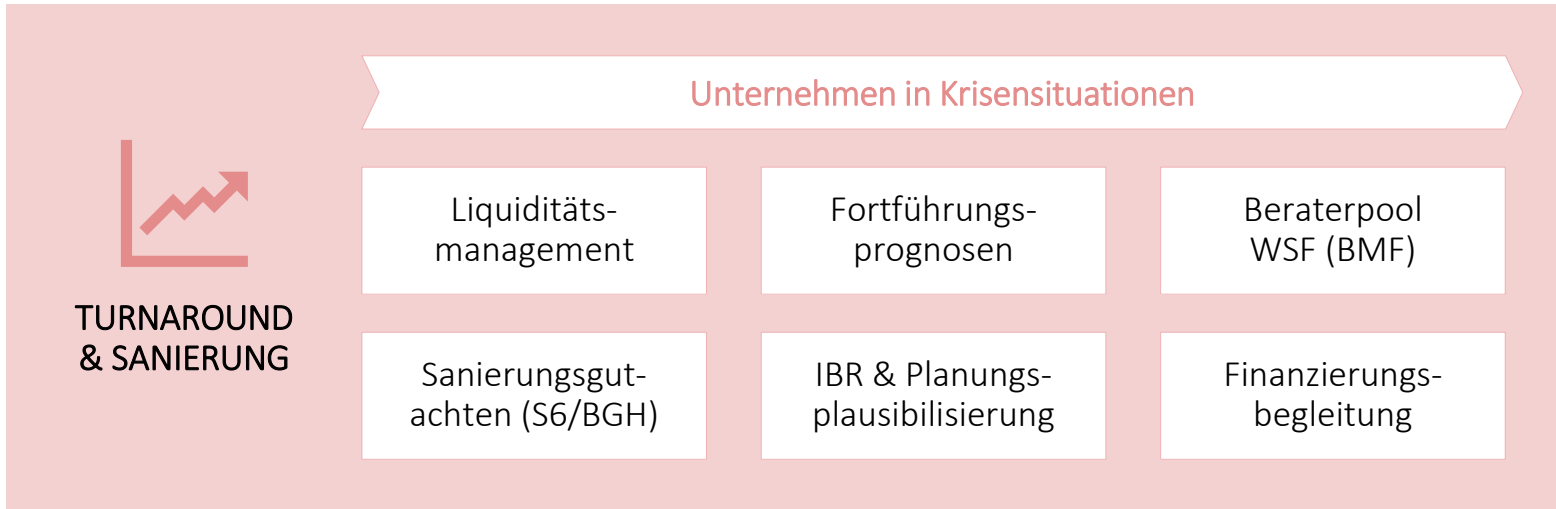 Unternehmen in Krisensituationen
TURNAROUND
& SANIERUNG
Liquiditäts-
management
Fortführungs-
prognosen
Beraterpool
WSF (BMF)
Sanierungsgut-
achten (S6/BGH)
IBR & Planungs-
plausibilisierung
Finanzierungs-
begleitung